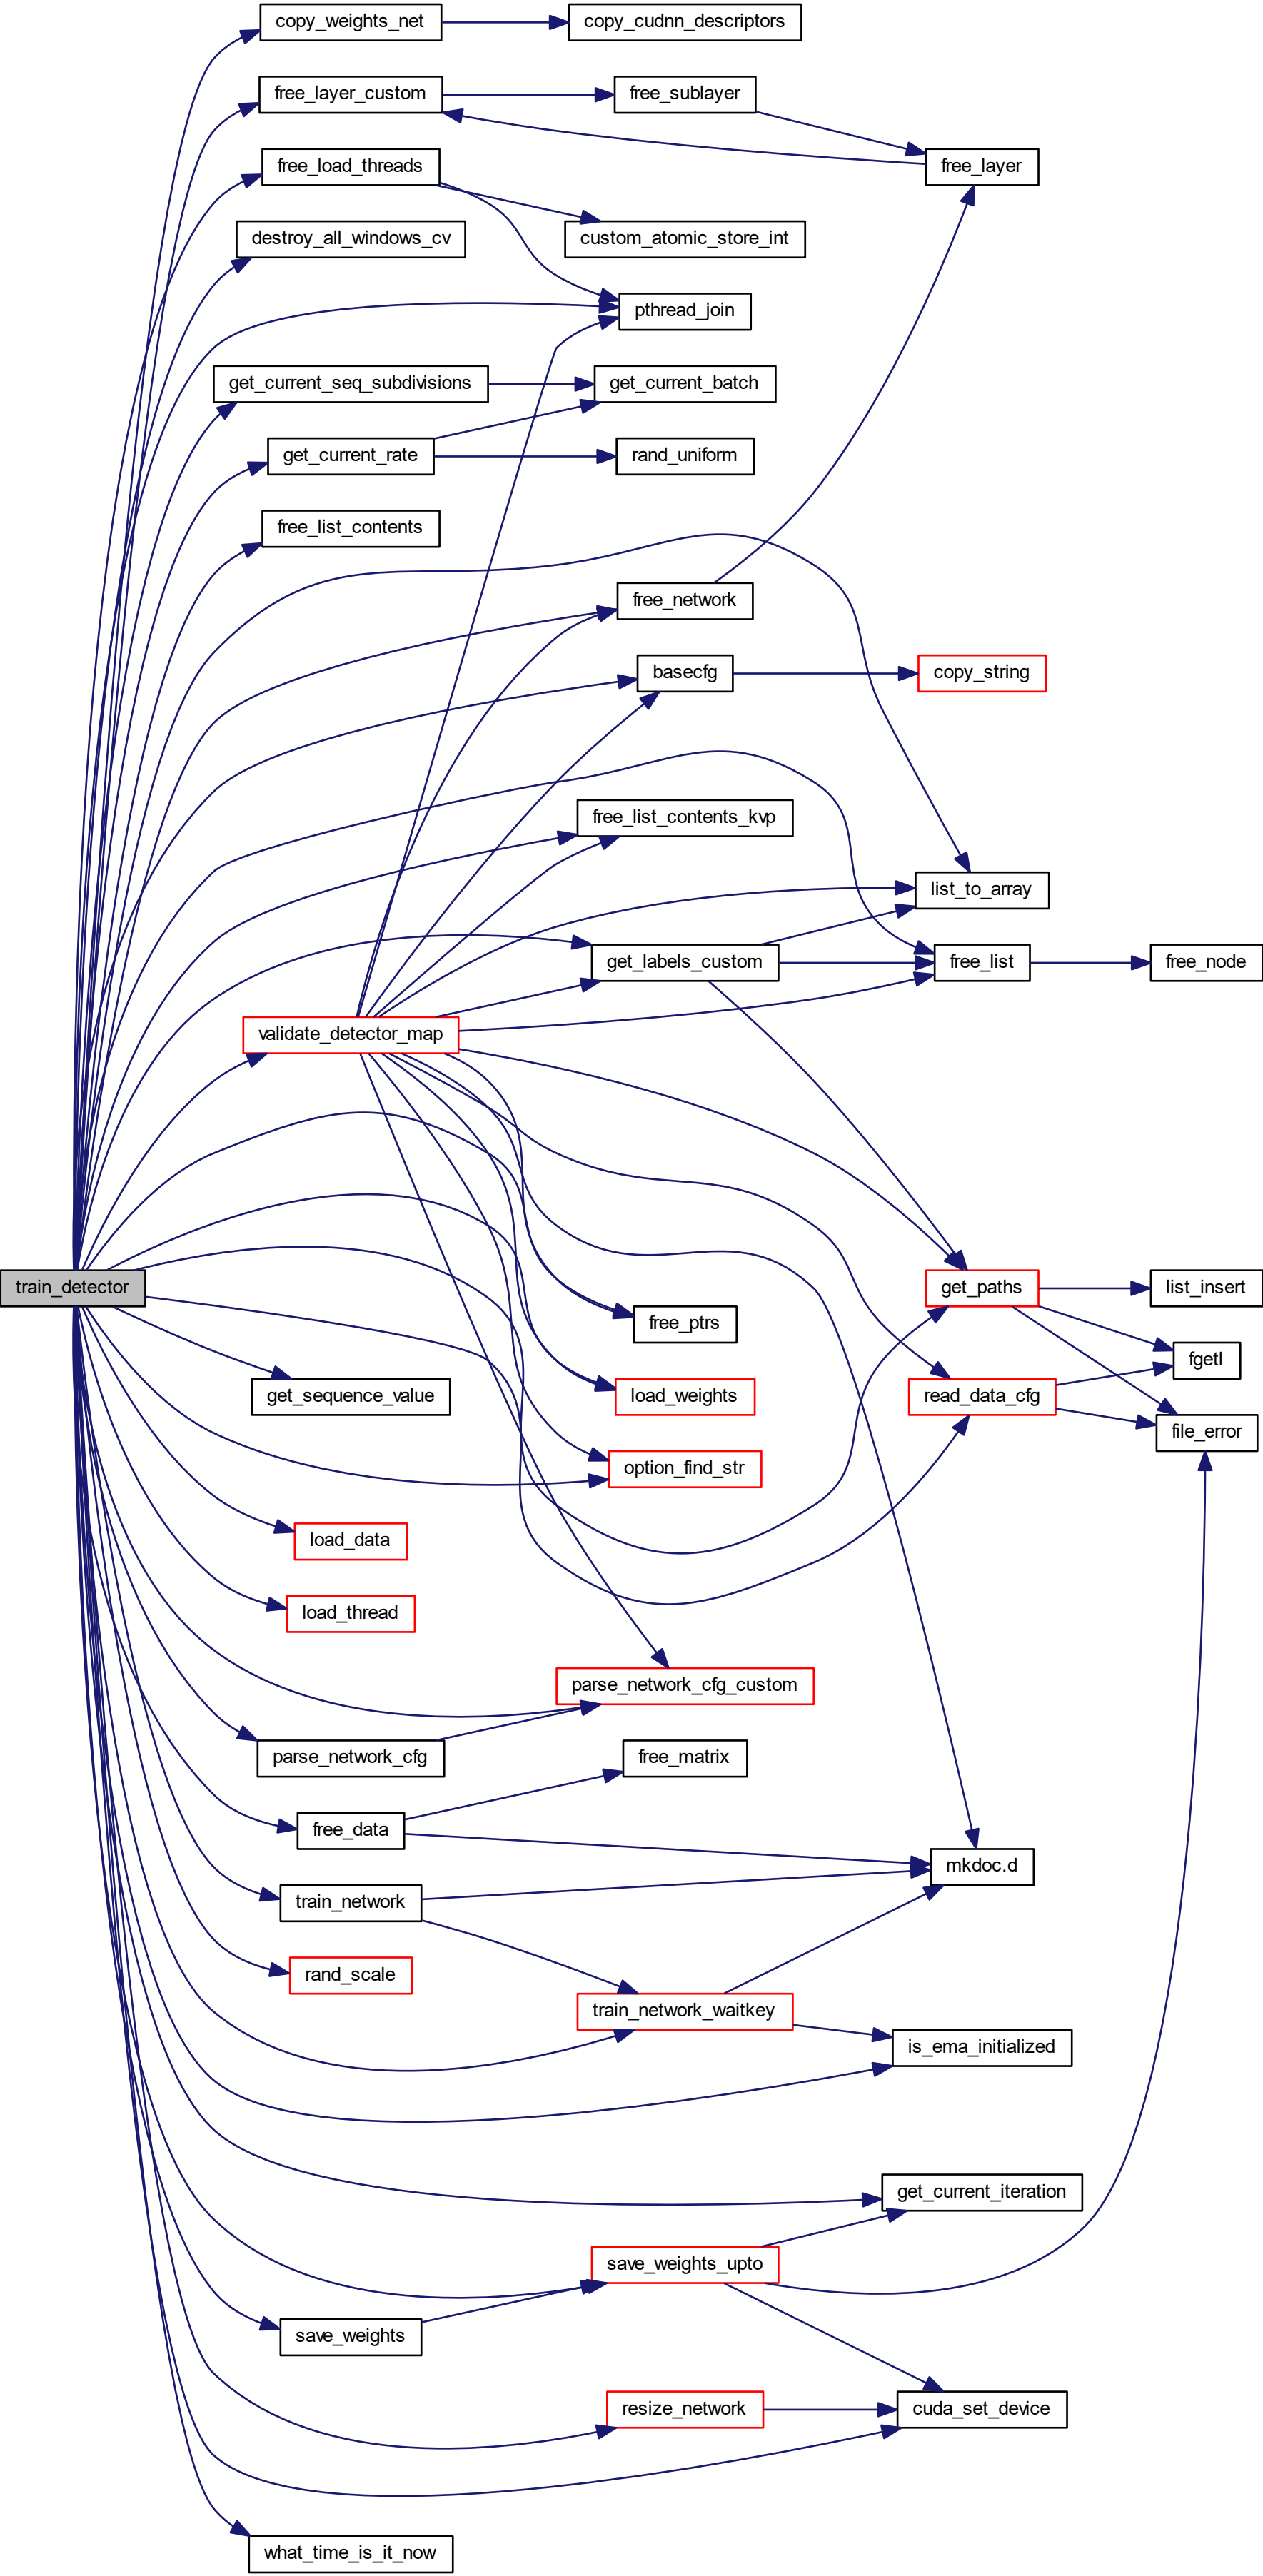 copy_weights_net
copy_cudnn_descriptors
free_layer_custom
free_sublayer
free_load_threads
free_layer
destroy_all_windows_cv
custom_atomic_store_int
pthread_join
get_current_seq_subdivisions
get_current_batch
get_current_rate
rand_uniform
free_list_contents
free_network
basecfg
copy_string
free_list_contents_kvp
list_to_array
get_labels_custom
free_list
free_node
validate_detector_map
train_detector
get_paths
list_insert
free_ptrs
fgetl
get_sequence_value
load_weights
read_data_cfg
file_error
option_find_str
load_data
load_thread
parse_network_cfg_custom
parse_network_cfg
free_matrix
free_data
mkdoc.d
train_network
rand_scale
train_network_waitkey
is_ema_initialized
get_current_iteration
save_weights_upto
save_weights
resize_network
cuda_set_device
what_time_is_it_now